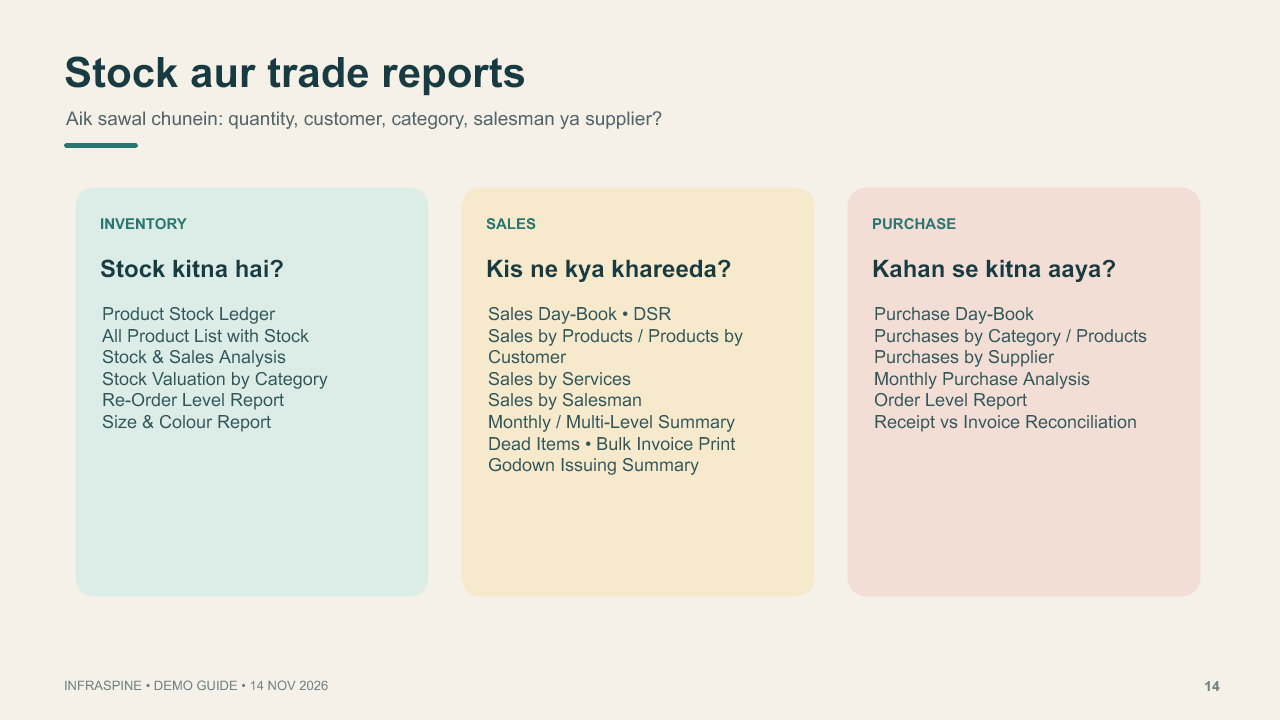 Stock aur trade reports
Aik sawal chunein: quantity, customer, category, salesman ya supplier?
INVENTORY
Stock kitna hai?
Product Stock Ledger
All Product List with Stock
Stock & Sales Analysis
Stock Valuation by Category
Re-Order Level Report
Size & Colour Report
SALES
Kis ne kya khareeda?
Sales Day-Book • DSR
Sales by Products / Products by
Customer
Sales by Services
Sales by Salesman
Monthly / Multi-Level Summary
Dead Items • Bulk Invoice Print
Godown Issuing Summary
PURCHASE
Kahan se kitna aaya?
Purchase Day-Book
Purchases by Category / Products
Purchases by Supplier
Monthly Purchase Analysis
Order Level Report
Receipt vs Invoice Reconciliation
INFRASPINE • DEMO GUIDE • 14 NOV 2026
14